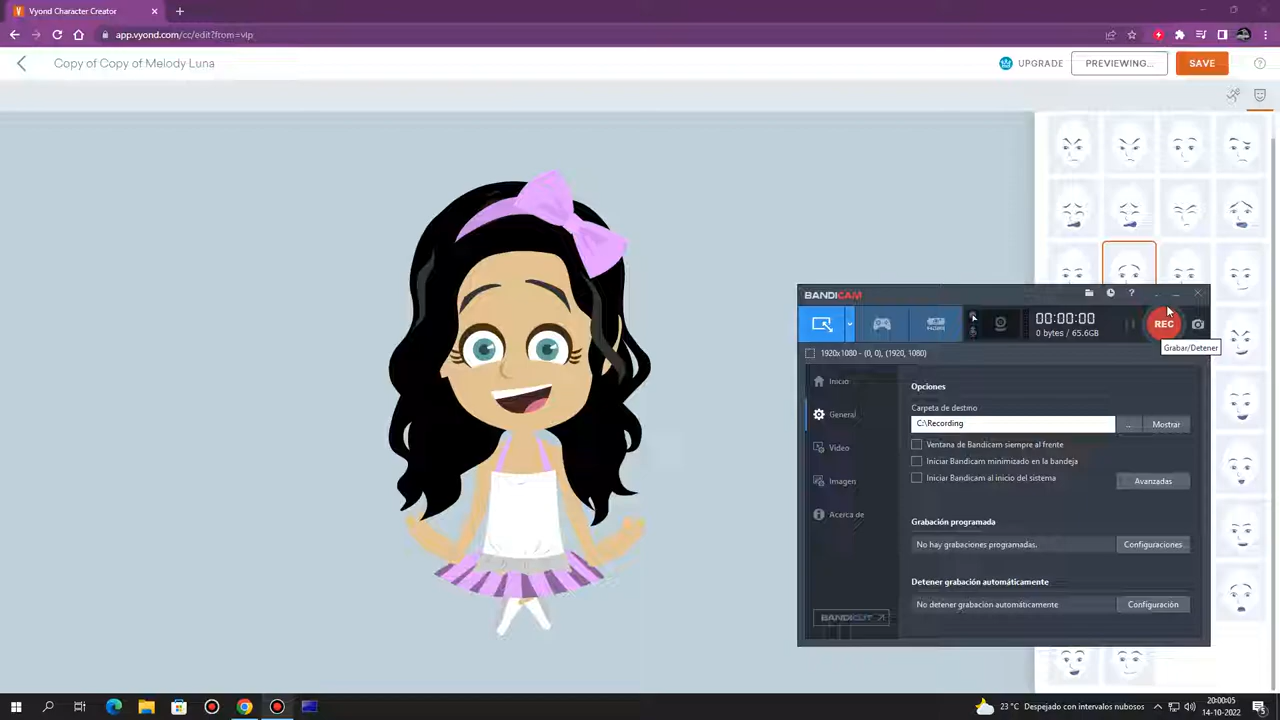 Vyond Character Creator
app.vyond.com/cc/edit?from=vip
Copy of Copy of Melody Luna
UPGRADE
PREVIEWING...
SAVE
BANDICAM
00:00:00
0 bytes / 65.6GB
REC
Grabar/Detener
1920x1080 - (0, 0), (1920, 1080)
Inicio
General
Video
Imagen
Acerca de
BANDICUT
Opciones
Carpeta de destino
C:\Recording
...
Mostrar
Ventana de Bandicam siempre al frente
Iniciar Bandicam minimizado en la bandeja
Iniciar Bandicam al inicio del sistema
Avanzadas
Grabación programada
No hay grabaciones programadas.
Configuraciones
Detener grabación automáticamente
No detener grabación automáticamente
Configuración
23 °C Despejado con intervalos nubosos
20:00:05
14-10-2022